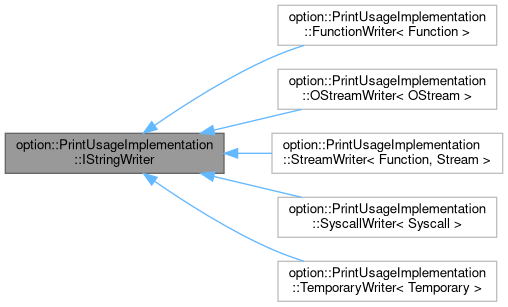 option::PrintUsageImplementation
::FunctionWriter< Function >
option::PrintUsageImplementation
::OStreamWriter< OStream >
option::PrintUsageImplementation
::IStringWriter
option::PrintUsageImplementation
::StreamWriter< Function, Stream >
option::PrintUsageImplementation
::SyscallWriter< Syscall >
option::PrintUsageImplementation
::TemporaryWriter< Temporary >